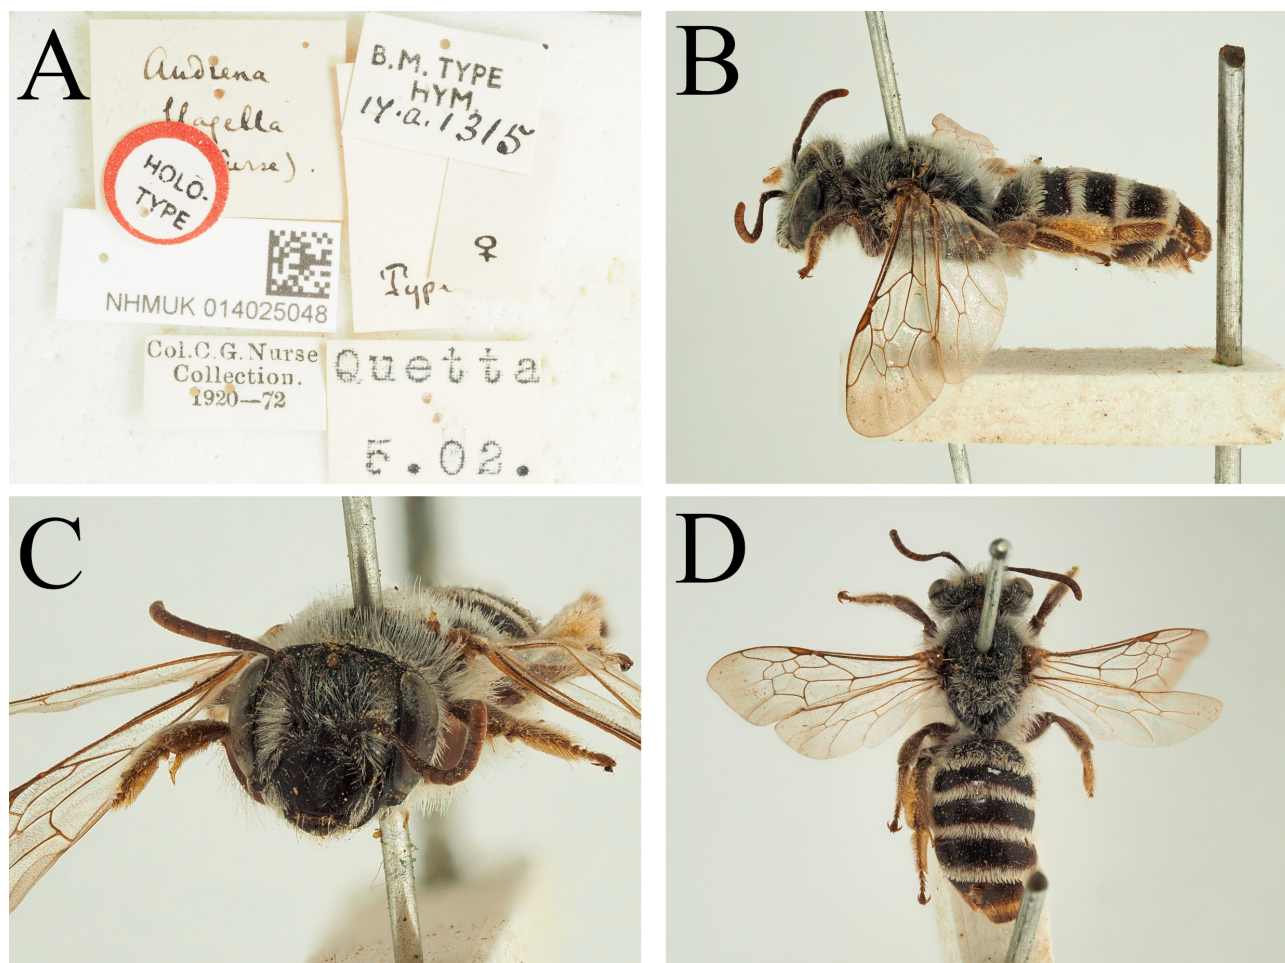 A
Andrena
flagella
Nurse).
HOLO-
TYPE
B.M. TYPE
HYM.
17.a.1315
Type
♀
NHMUK 014025048
Col. C. G. Nurse
Collection.
1920—72
Quetta
5.02.
B
C
D